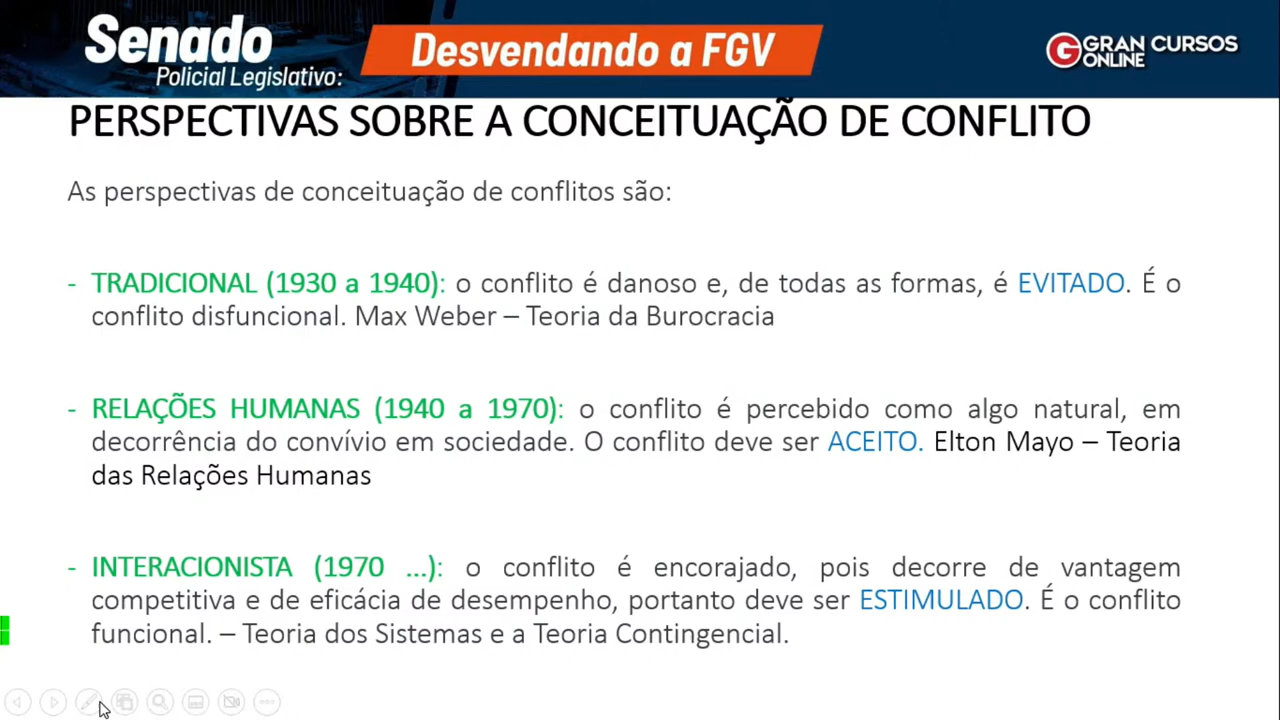 Senado
Policial Legislativo:
Desvendando a FGV
GRAN CURSOS
ONLINE
PERSPECTIVAS SOBRE A CONCEITUAÇÃO DE CONFLITO
As perspectivas de conceituação de conflitos são:
- TRADICIONAL (1930 a 1940): o conflito é danoso e, de todas as formas, é EVITADO. É o
conflito disfuncional. Max Weber – Teoria da Burocracia
- RELAÇÕES HUMANAS (1940 a 1970): o conflito é percebido como algo natural, em
decorrência do convívio em sociedade. O conflito deve ser ACEITO. Elton Mayo – Teoria
das Relações Humanas
- INTERACIONISTA (1970 ...): o conflito é encorajado, pois decorre de vantagem
competitiva e de eficácia de desempenho, portanto deve ser ESTIMULADO. É o conflito
funcional. – Teoria dos Sistemas e a Teoria Contingencial.